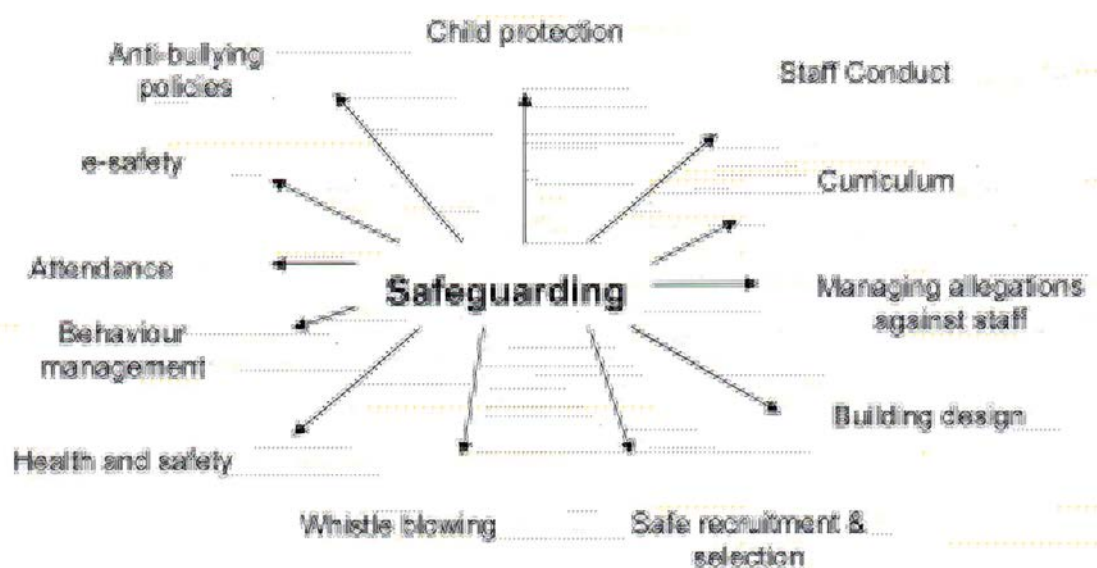 Child protection
Anti-bullying
policies
Staff Conduct
e-safety
Curriculum
Attendance
Safeguarding
Managing allegations
against staff
Behaviour
management
Building design
Health and safety
Whistle blowing
Safe recruitment &
selection